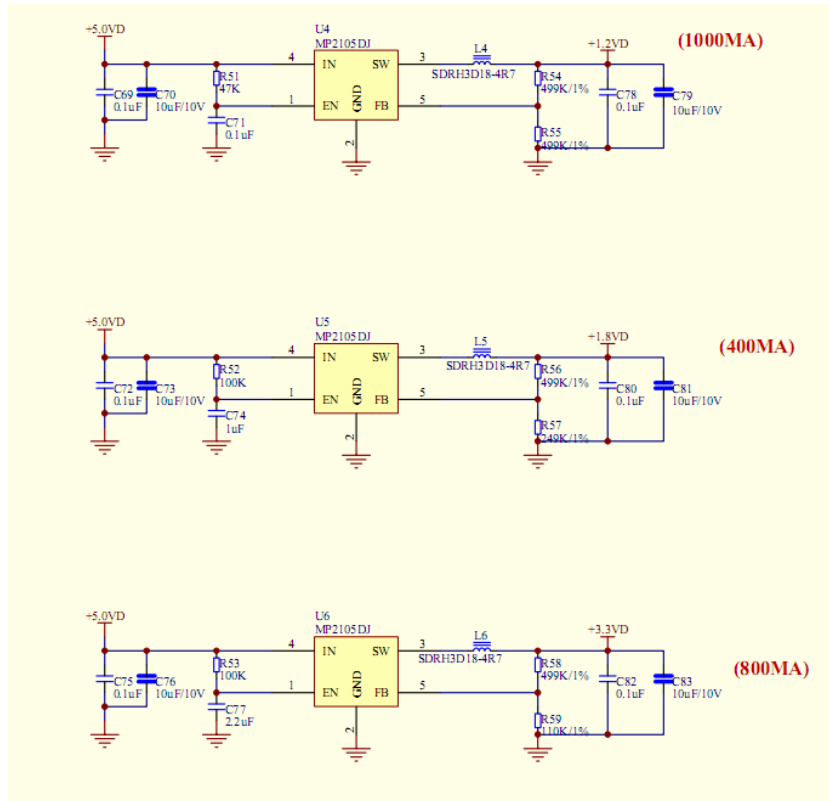 +5.0VD
U4
MP2105DJ
L4
+1.2VD
(1000MA)
4
IN
SW
3
SDRH3D18-4R7
C69
0.1uF
C70
10uF/10V
R51
47K
R54
499K/1%
C78
0.1uF
C79
10uF/10V
1
EN
GND
FB
5
C71
0.1uF
2
R55
499K/1%
+5.0VD
U5
MP2105DJ
L5
+1.8VD
(400MA)
4
IN
SW
3
SDRH3D18-4R7
C72
0.1uF
C73
10uF/10V
R52
100K
R56
499K/1%
C80
0.1uF
C81
10uF/10V
1
EN
GND
FB
5
C74
1uF
2
R57
249K/1%
+5.0VD
U6
MP2105DJ
L6
+3.3VD
(800MA)
4
IN
SW
3
SDRH3D18-4R7
C75
0.1uF
C76
10uF/10V
R53
100K
R58
499K/1%
C82
0.1uF
C83
10uF/10V
1
EN
GND
FB
5
C77
2.2uF
2
R59
110K/1%